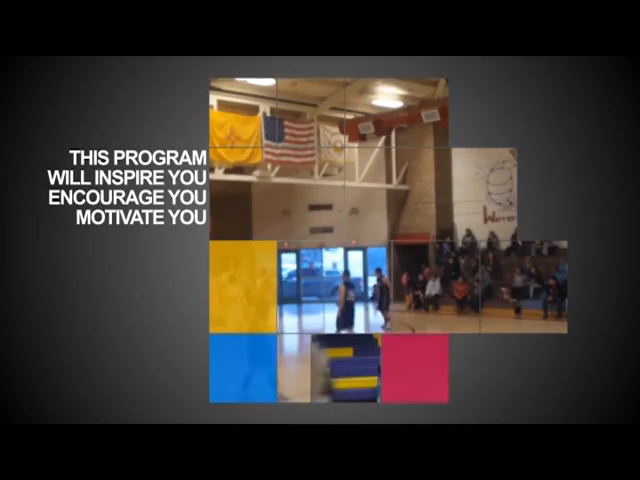 THIS PROGRAM
WILL INSPIRE YOU
ENCOURAGE YOU
MOTIVATE YOU